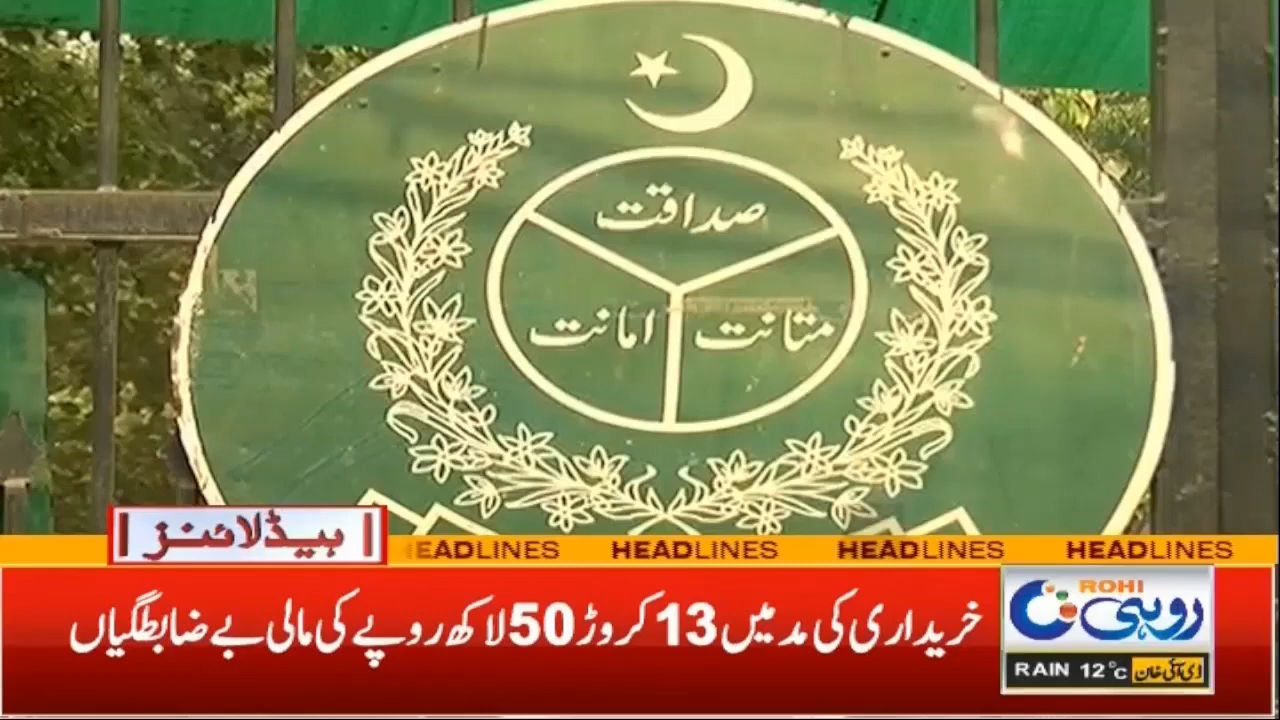 صداقت
متانت امانت
ہیڈلائنز
EADLINES HEADLINES HEADLINES HEADLINES
خریداری کی مد میں 13 کروڑ 50 لاکھ روپے کی مالی بے ضابطگیاں
ROHI
روہی
RAIN 12°c ڈی آئی خان